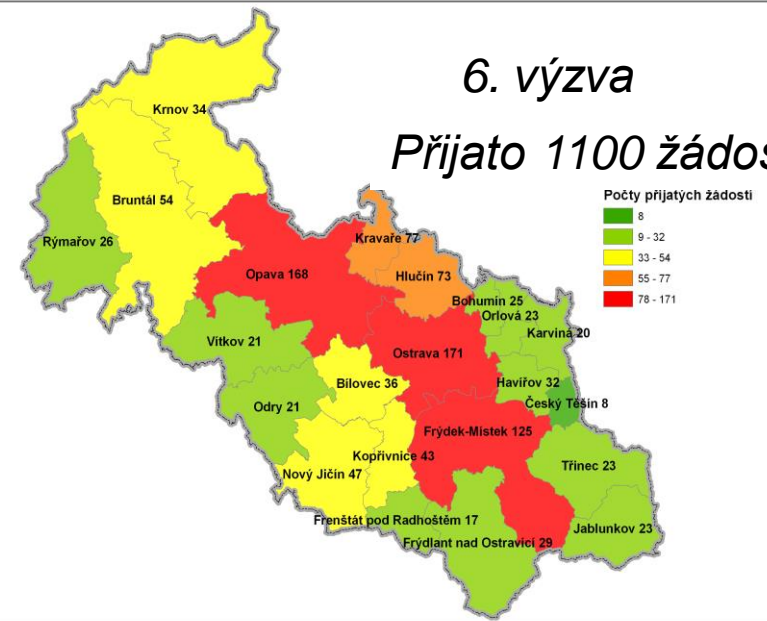 6. výzva
Přijato 1100 žádos
Počty přijatých žádostí
8
9 - 32
33 - 54
55 - 77
78 - 171
Krnov 34
Bruntál 54
Rýmařov 26
Kravaře 77
Opava 168
Hlučín 73
Bohumín 25
Orlová 23
Karviná 20
Vítkov 21
Ostrava 171
Bílovec 36
Havířov 32
Český Těšín 8
Odry 21
Frýdek-Místek 125
Kopřivnice 43
Třinec 23
Nový Jičín 47
Frenštát pod Radhoštěm 17
Jablunkov 23
Frýdlant nad Ostravicí 29